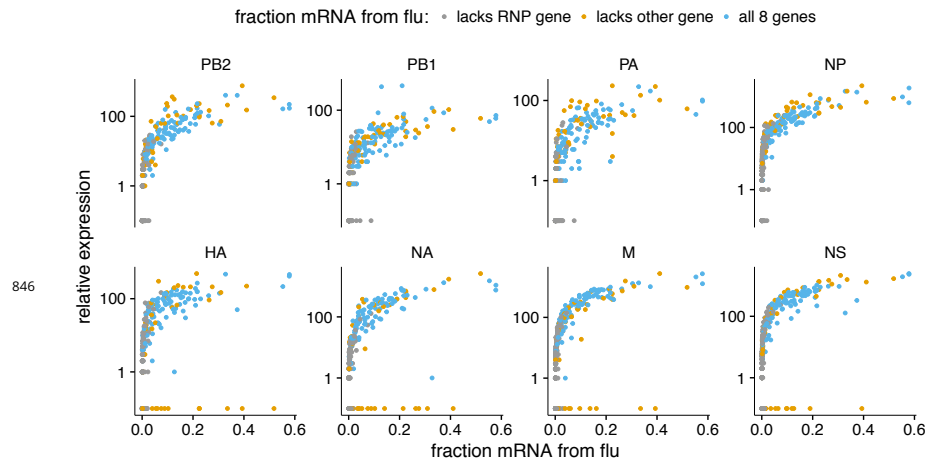 fraction mRNA from flu: lacks RNP gene lacks other gene all 8 genes
PB2 PB1 PA NP
100 100 100 100
1 1 1 1
HA NA M NS
846
relative expression
100 100 100 100
1 1 1 1
0.0 0.2 0.4 0.6 0.0 0.2 0.4 0.6 0.0 0.2 0.4 0.6 0.0 0.2 0.4 0.6
fraction mRNA from flu